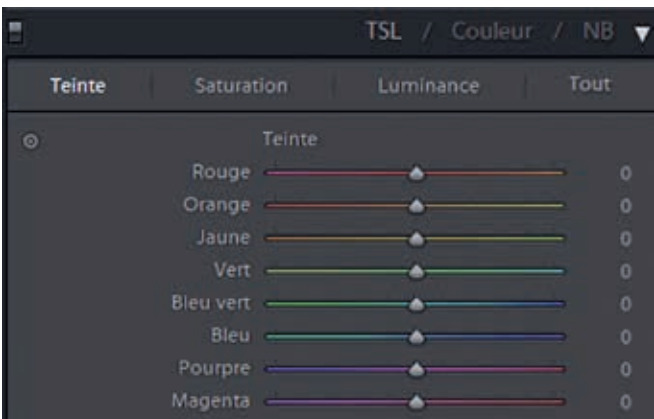 TSL / Couleur / NB
Teinte Saturation Luminance Tout
Teinte
Rouge 0
Orange 0
Jaune 0
Vert 0
Bleu vert 0
Bleu 0
Pourpre 0
Magenta 0